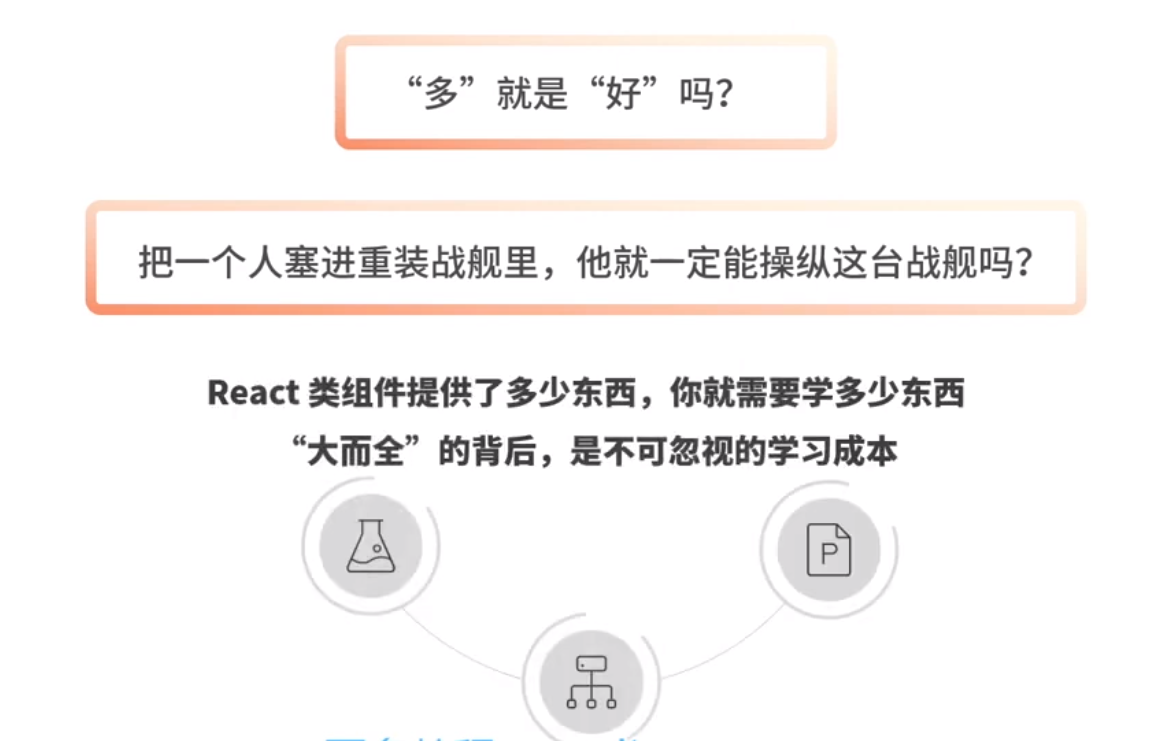 “多”就是“好”吗？
把一个人塞进重装战舰里，他就一定能操纵这台战舰吗？
React 类组件提供了多少东西，你就需要学多少东西
“大而全”的背后，是不可忽视的学习成本
P